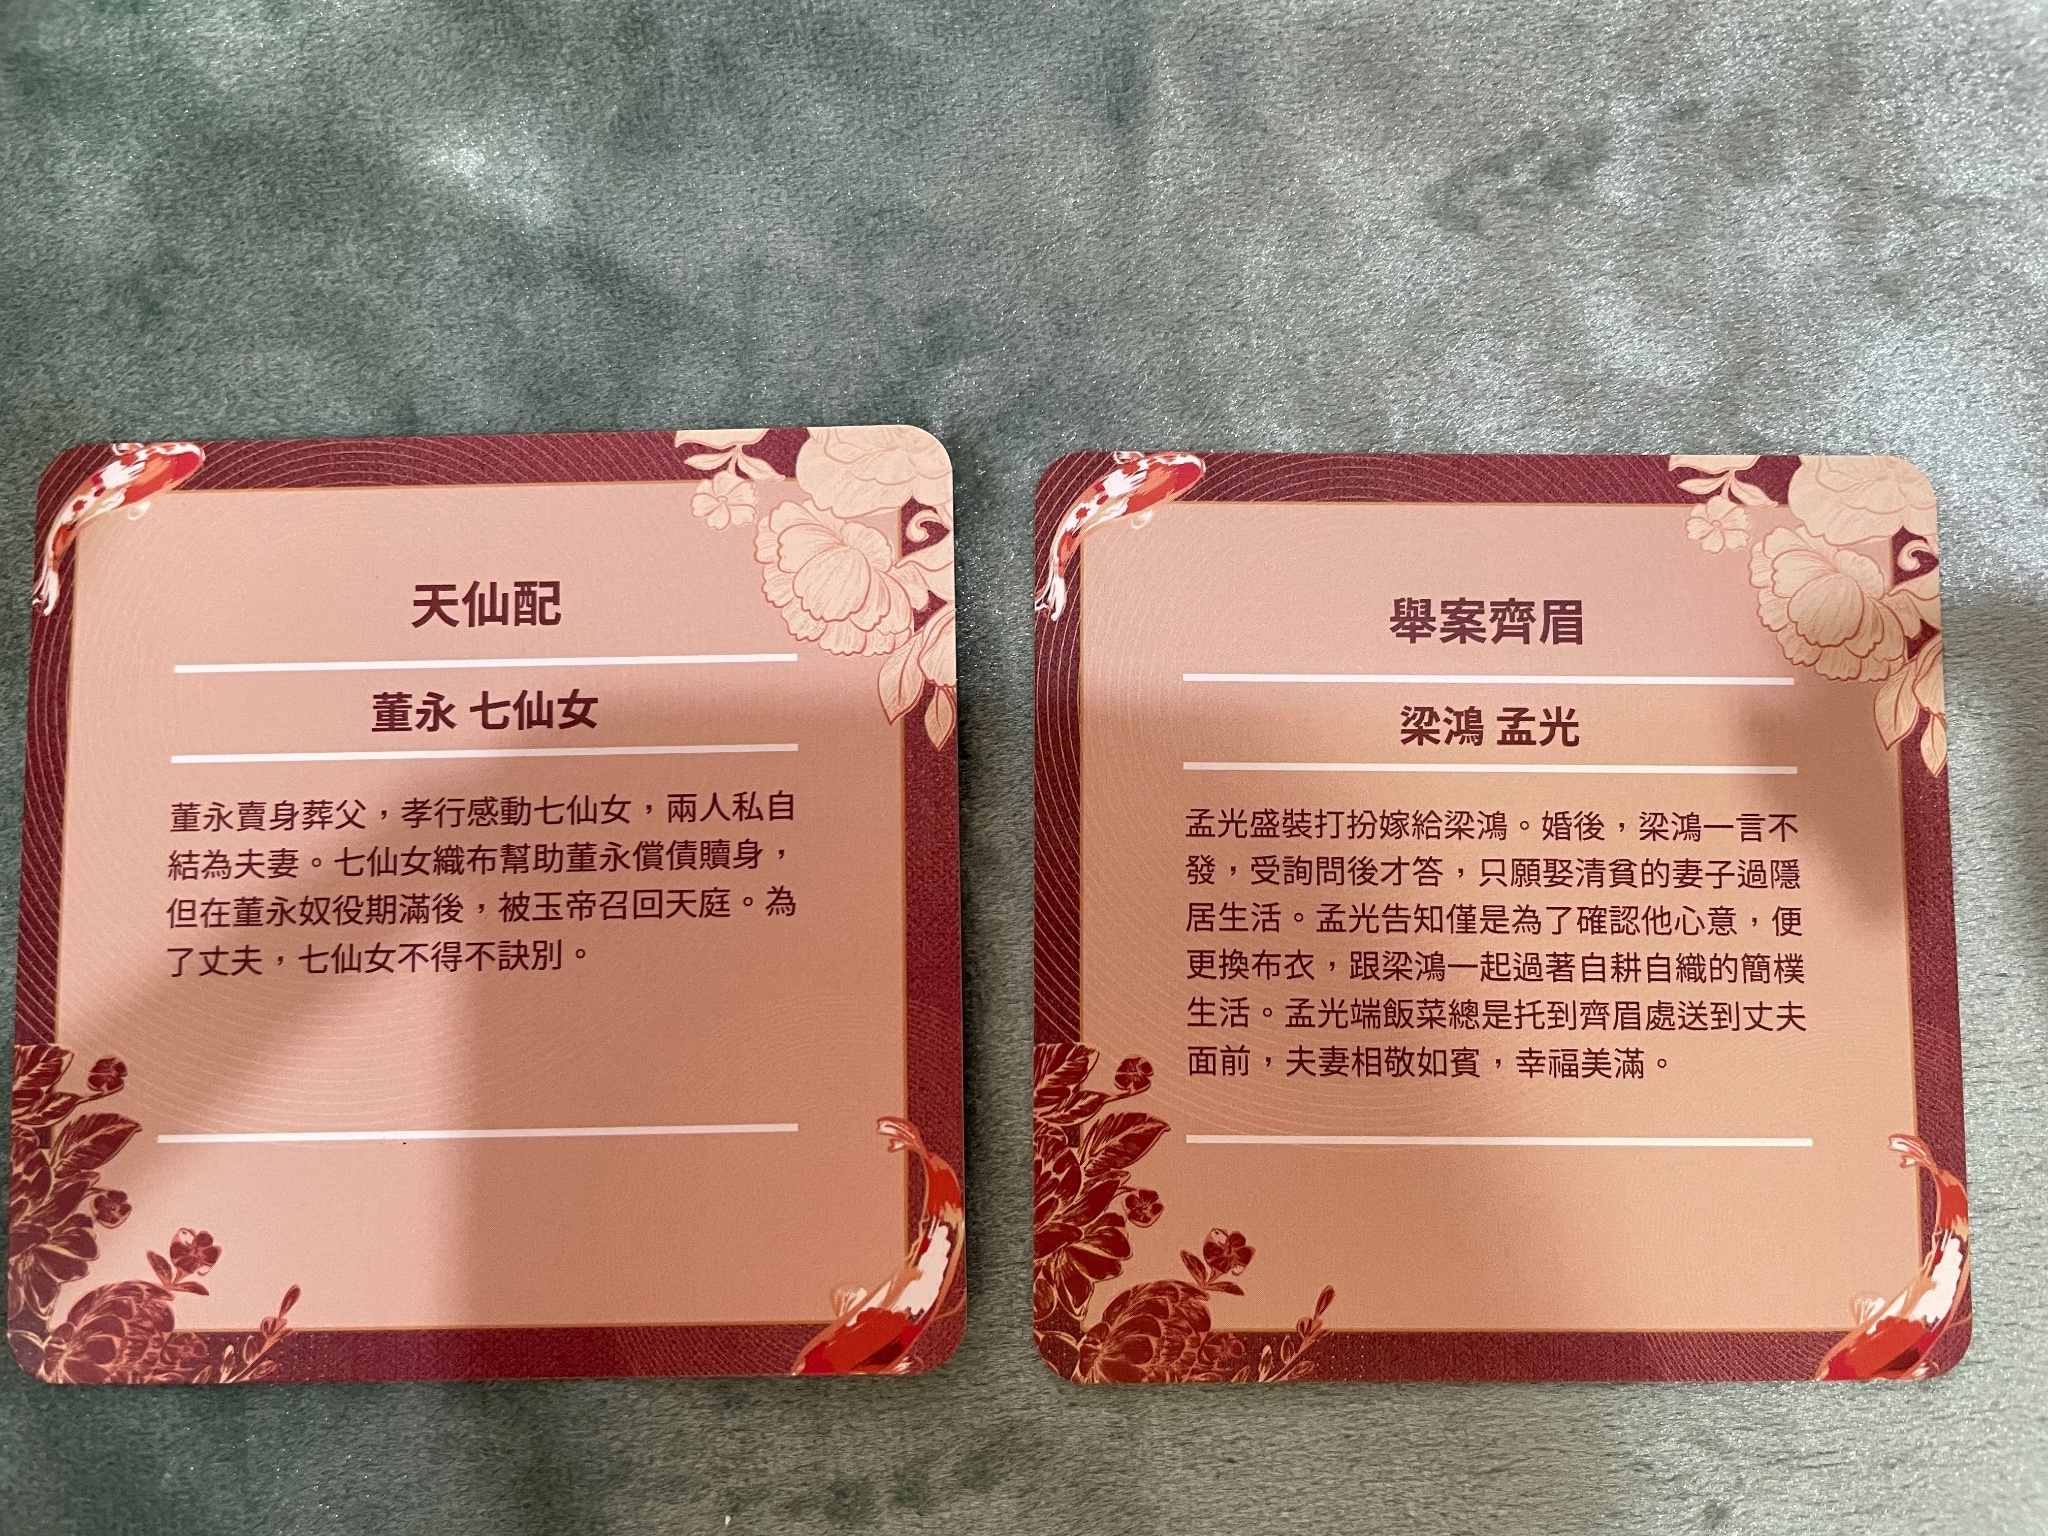 天仙配
董永 七仙女
董永賣身葬父，孝行感動七仙女，兩人私自
結為夫妻。七仙女織布幫助董永償債贖身，
但在董永奴役期滿後，被玉帝召回天庭。為
了丈夫，七仙女不得不訣別。
舉案齊眉
梁鴻 孟光
孟光盛裝打扮嫁給梁鴻。婚後，梁鴻一言不
發，受詢問後才答，只願娶清貧的妻子過隱
居生活。孟光告知僅是為了確認他心意，便
更換布衣，跟梁鴻一起過著自耕自織的簡樸
生活。孟光端飯菜總是托到齊眉處送到丈夫
面前，夫妻相敬如賓，幸福美滿。